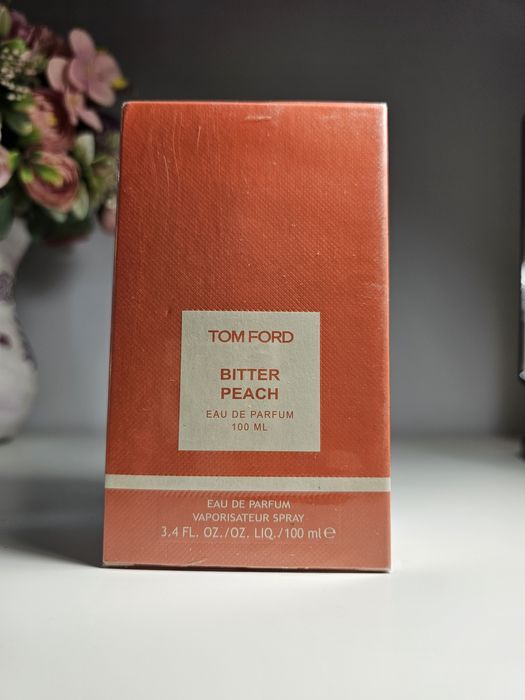 TOM FORD
BITTER
PEACH
EAU DE PARFUM
100 ML
EAU DE PARFUM
VAPORISATEUR SPRAY
3.4 FL. OZ./OZ. LIQ./100 ml ℮